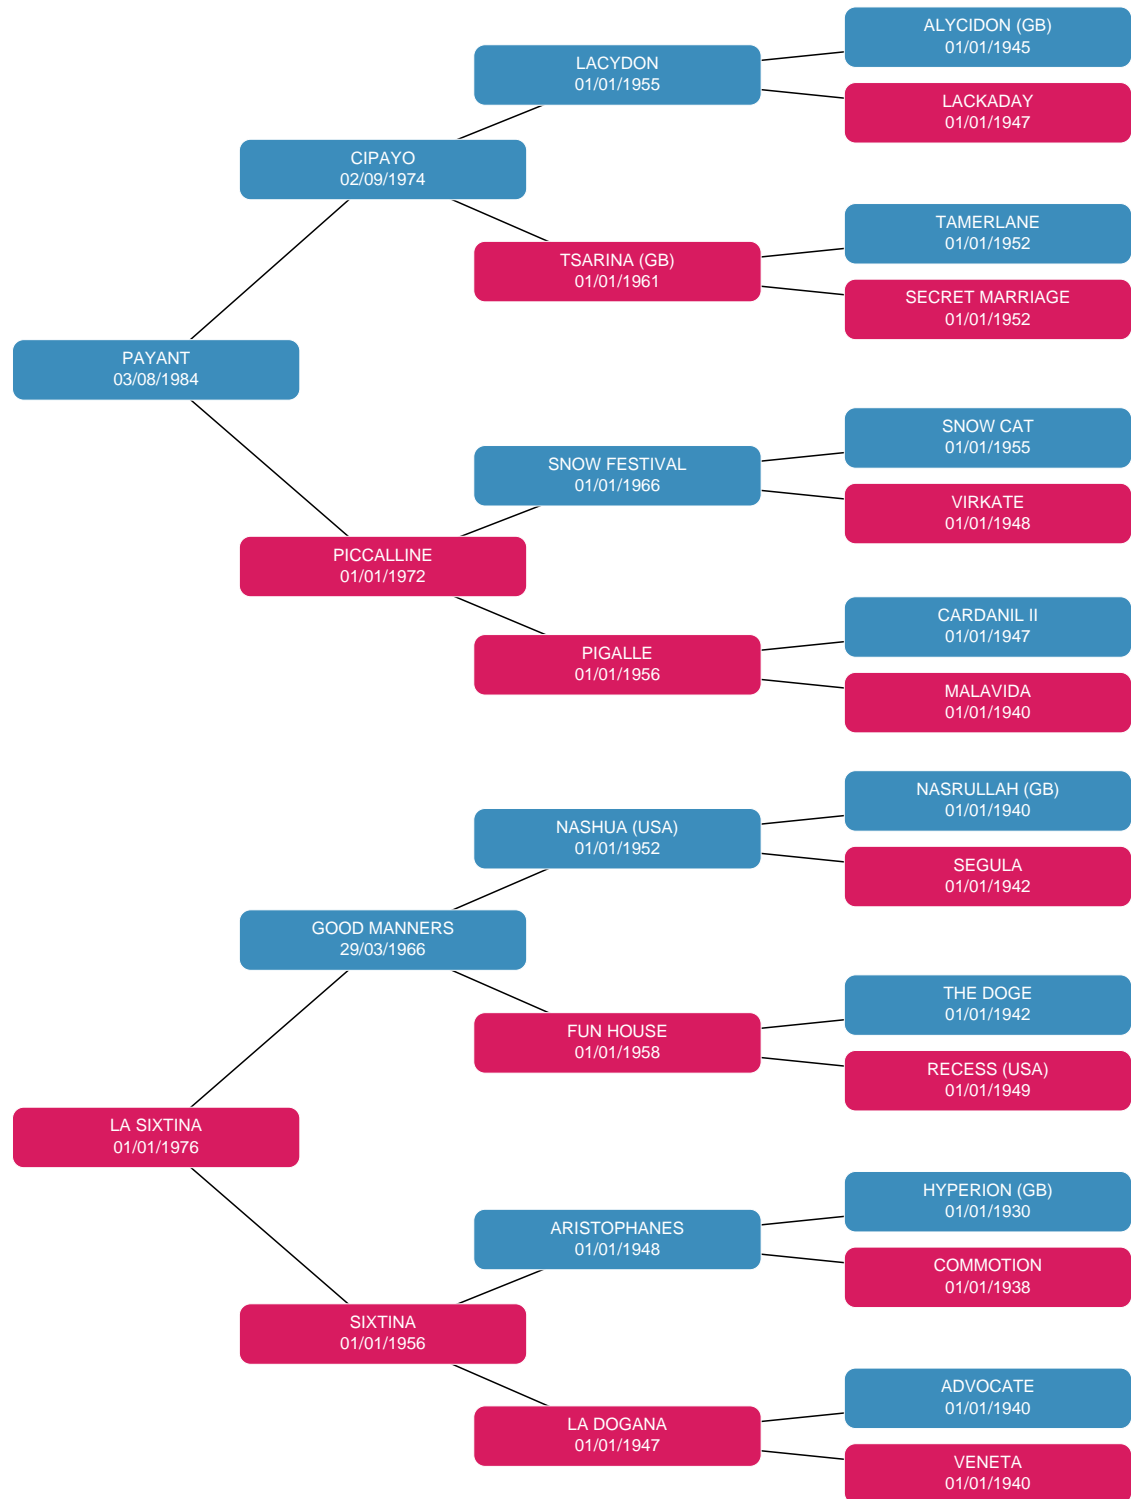 ALYCIDON (GB)
01/01/1945
LACYDON
01/01/1955
LACKADAY
01/01/1947
CIPAYO
02/09/1974
TAMERLANE
01/01/1952
TSARINA (GB)
01/01/1961
SECRET MARRIAGE
01/01/1952
PAYANT
03/08/1984
SNOW CAT
01/01/1955
SNOW FESTIVAL
01/01/1966
VIRKATE
01/01/1948
PICCALLINE
01/01/1972
CARDANIL II
01/01/1947
PIGALLE
01/01/1956
MALAVIDA
01/01/1940
NASRULLAH (GB)
01/01/1940
NASHUA (USA)
01/01/1952
SEGULA
01/01/1942
GOOD MANNERS
29/03/1966
THE DOGE
01/01/1942
FUN HOUSE
01/01/1958
RECESS (USA)
01/01/1949
LA SIXTINA
01/01/1976
HYPERION (GB)
01/01/1930
ARISTOPHANES
01/01/1948
COMMOTION
01/01/1938
SIXTINA
01/01/1956
ADVOCATE
01/01/1940
LA DOGANA
01/01/1947
VENETA
01/01/1940